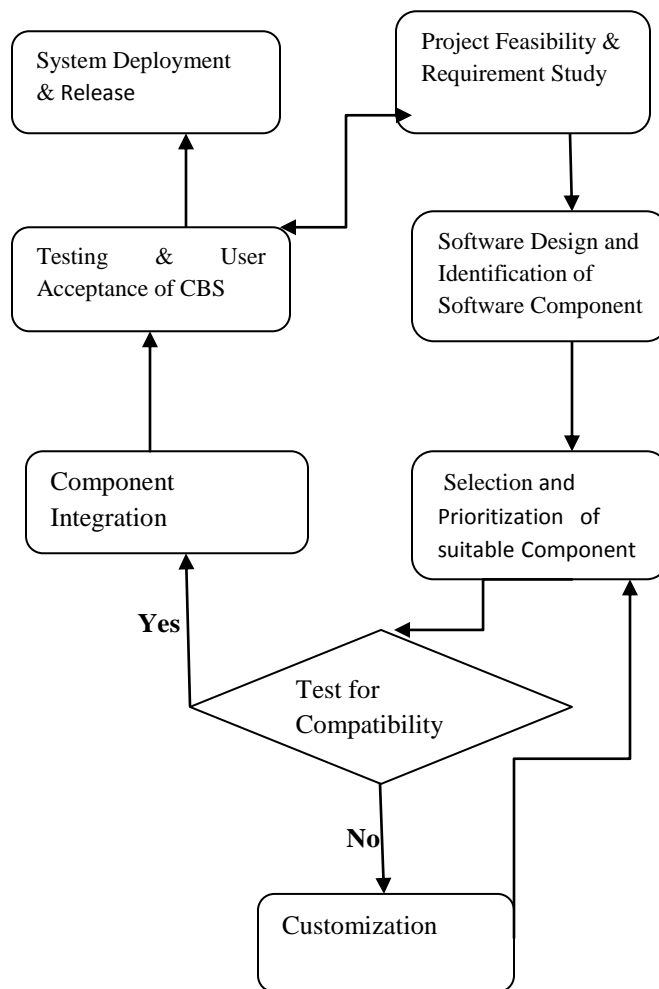 System Deployment
& Release
Project Feasibility &
Requirement Study
Testing & User
Acceptance of CBS
Software Design and
Identification of
Software Component
Component
Integration
Selection and
Prioritization of
suitable Component
Yes
Test for
Compatibility
No
Customization